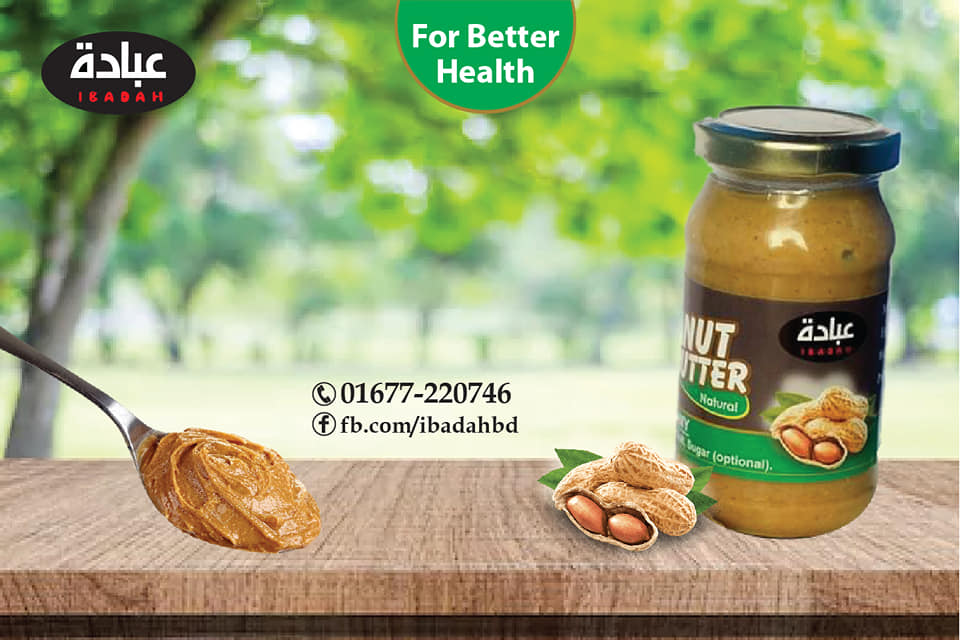 عبادة
IBADAH
For Better
Health
01677-220746
fb.com/ibadahbd
NUT
UTTER
Natural
عبادة
IBADAH
Sugar (optional).